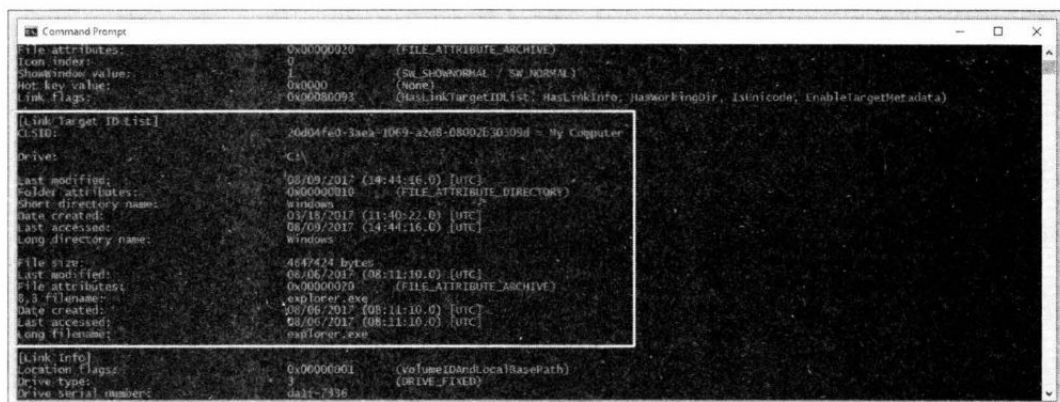 Command Prompt
File attributes: 0x00000020 (FILE_ATTRIBUTE_ARCHIVE)
Icon index: 0
ShowWindow value: 1 (SW_SHOWNORMAL / SW_NORMAL)
Hot key value: 0x0000 (None)
Link flags: 0x00080093 (HasLinkTargetIDList, HasLinkInfo, HasWorkingDir, IsUnicode, EnableTargetMetadata)
[Link Target ID List]
CLSID: 20d04fe0-3aea-1069-a2d8-08002b30309d = My Computer
Drive: C:\
Last modified: 08/09/2017 (14:44:16.0) [UTC]
Folder attributes: 0x00000010 (FILE_ATTRIBUTE_DIRECTORY)
Short directory name: Windows
Date created: 03/18/2017 (11:40:22.0) [UTC]
Last accessed: 08/09/2017 (14:44:16.0) [UTC]
Long directory name: Windows
File size: 4647424 bytes
Last modified: 08/06/2017 (08:11:10.0) [UTC]
File attributes: 0x00000020 (FILE_ATTRIBUTE_ARCHIVE)
8.3 filename: explorer.exe
Date created: 08/06/2017 (08:11:10.0) [UTC]
Last accessed: 08/06/2017 (08:11:10.0) [UTC]
Long filename: explorer.exe
[Link Info]
Location flags: 0x00000001 (VolumeIDAndLocalBasePath)
Drive type: 3 (DRIVE_FIXED)
Drive serial number: